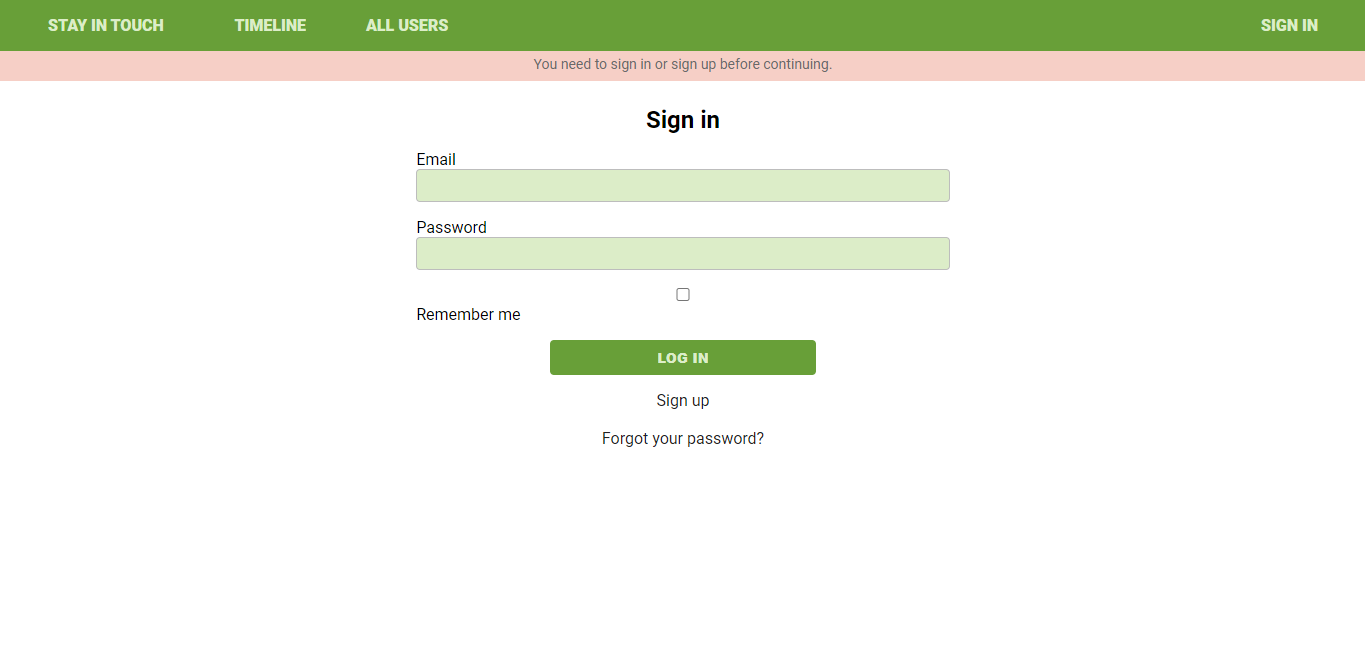 STAY IN TOUCH TIMELINE ALL USERS SIGN IN
You need to sign in or sign up before continuing.
Sign in
Email
Password
Remember me
LOG IN
Sign up
Forgot your password?